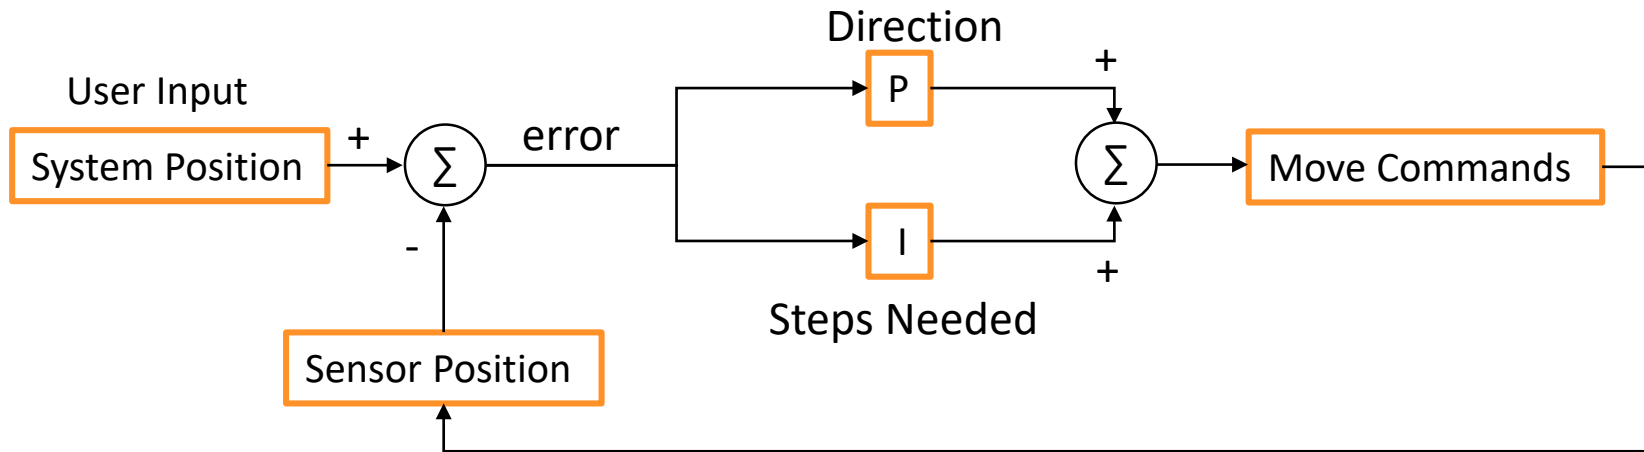 Direction
User Input
P
+
System Position
+
Σ
error
Σ
Move Commands
-
I
+
Steps Needed
Sensor Position